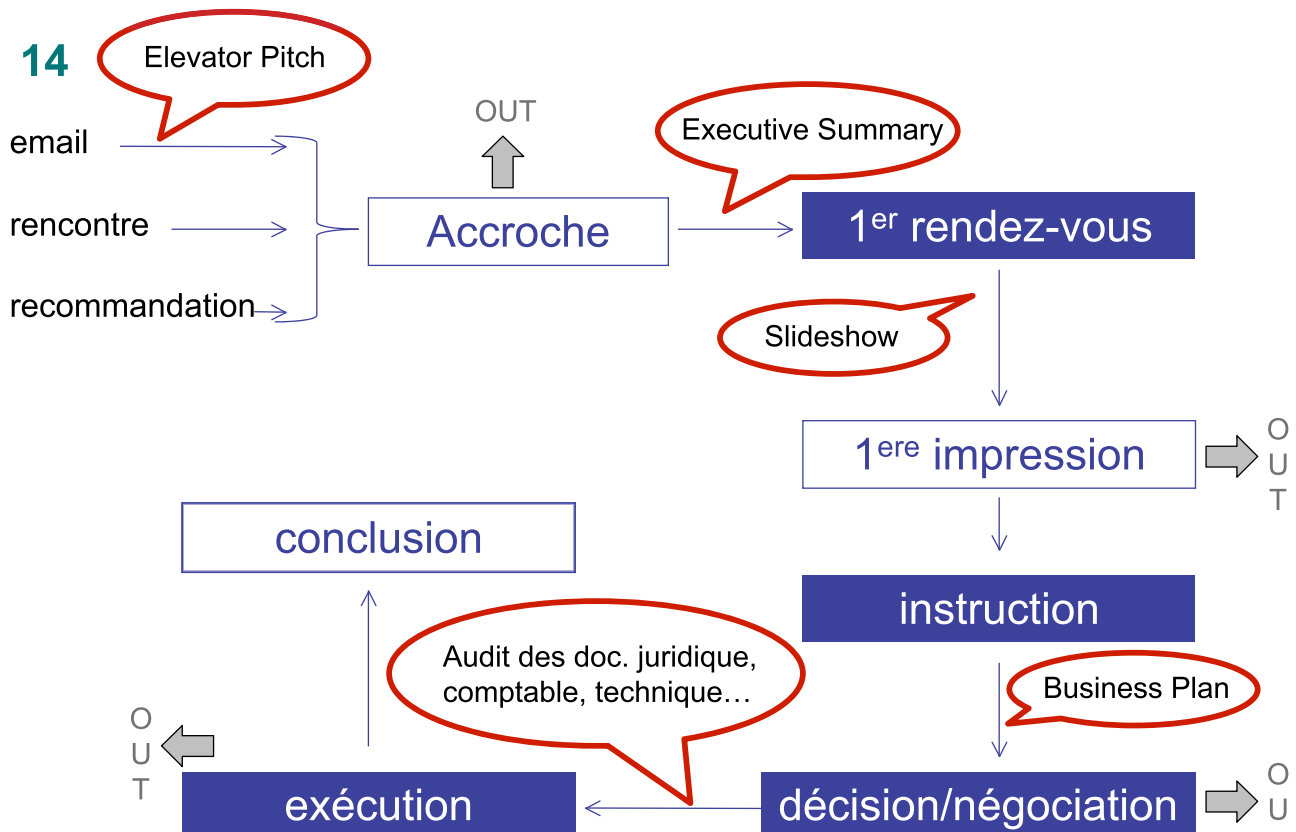 14
Elevator Pitch
email
rencontre
recommandation
OUT
Accroche
Executive Summary
1er rendez-vous
Slideshow
1ere impression
O
U
T
instruction
Business Plan
décision/négociation
O
U
Audit des doc. juridique,
comptable, technique…
exécution
O
U
T
conclusion